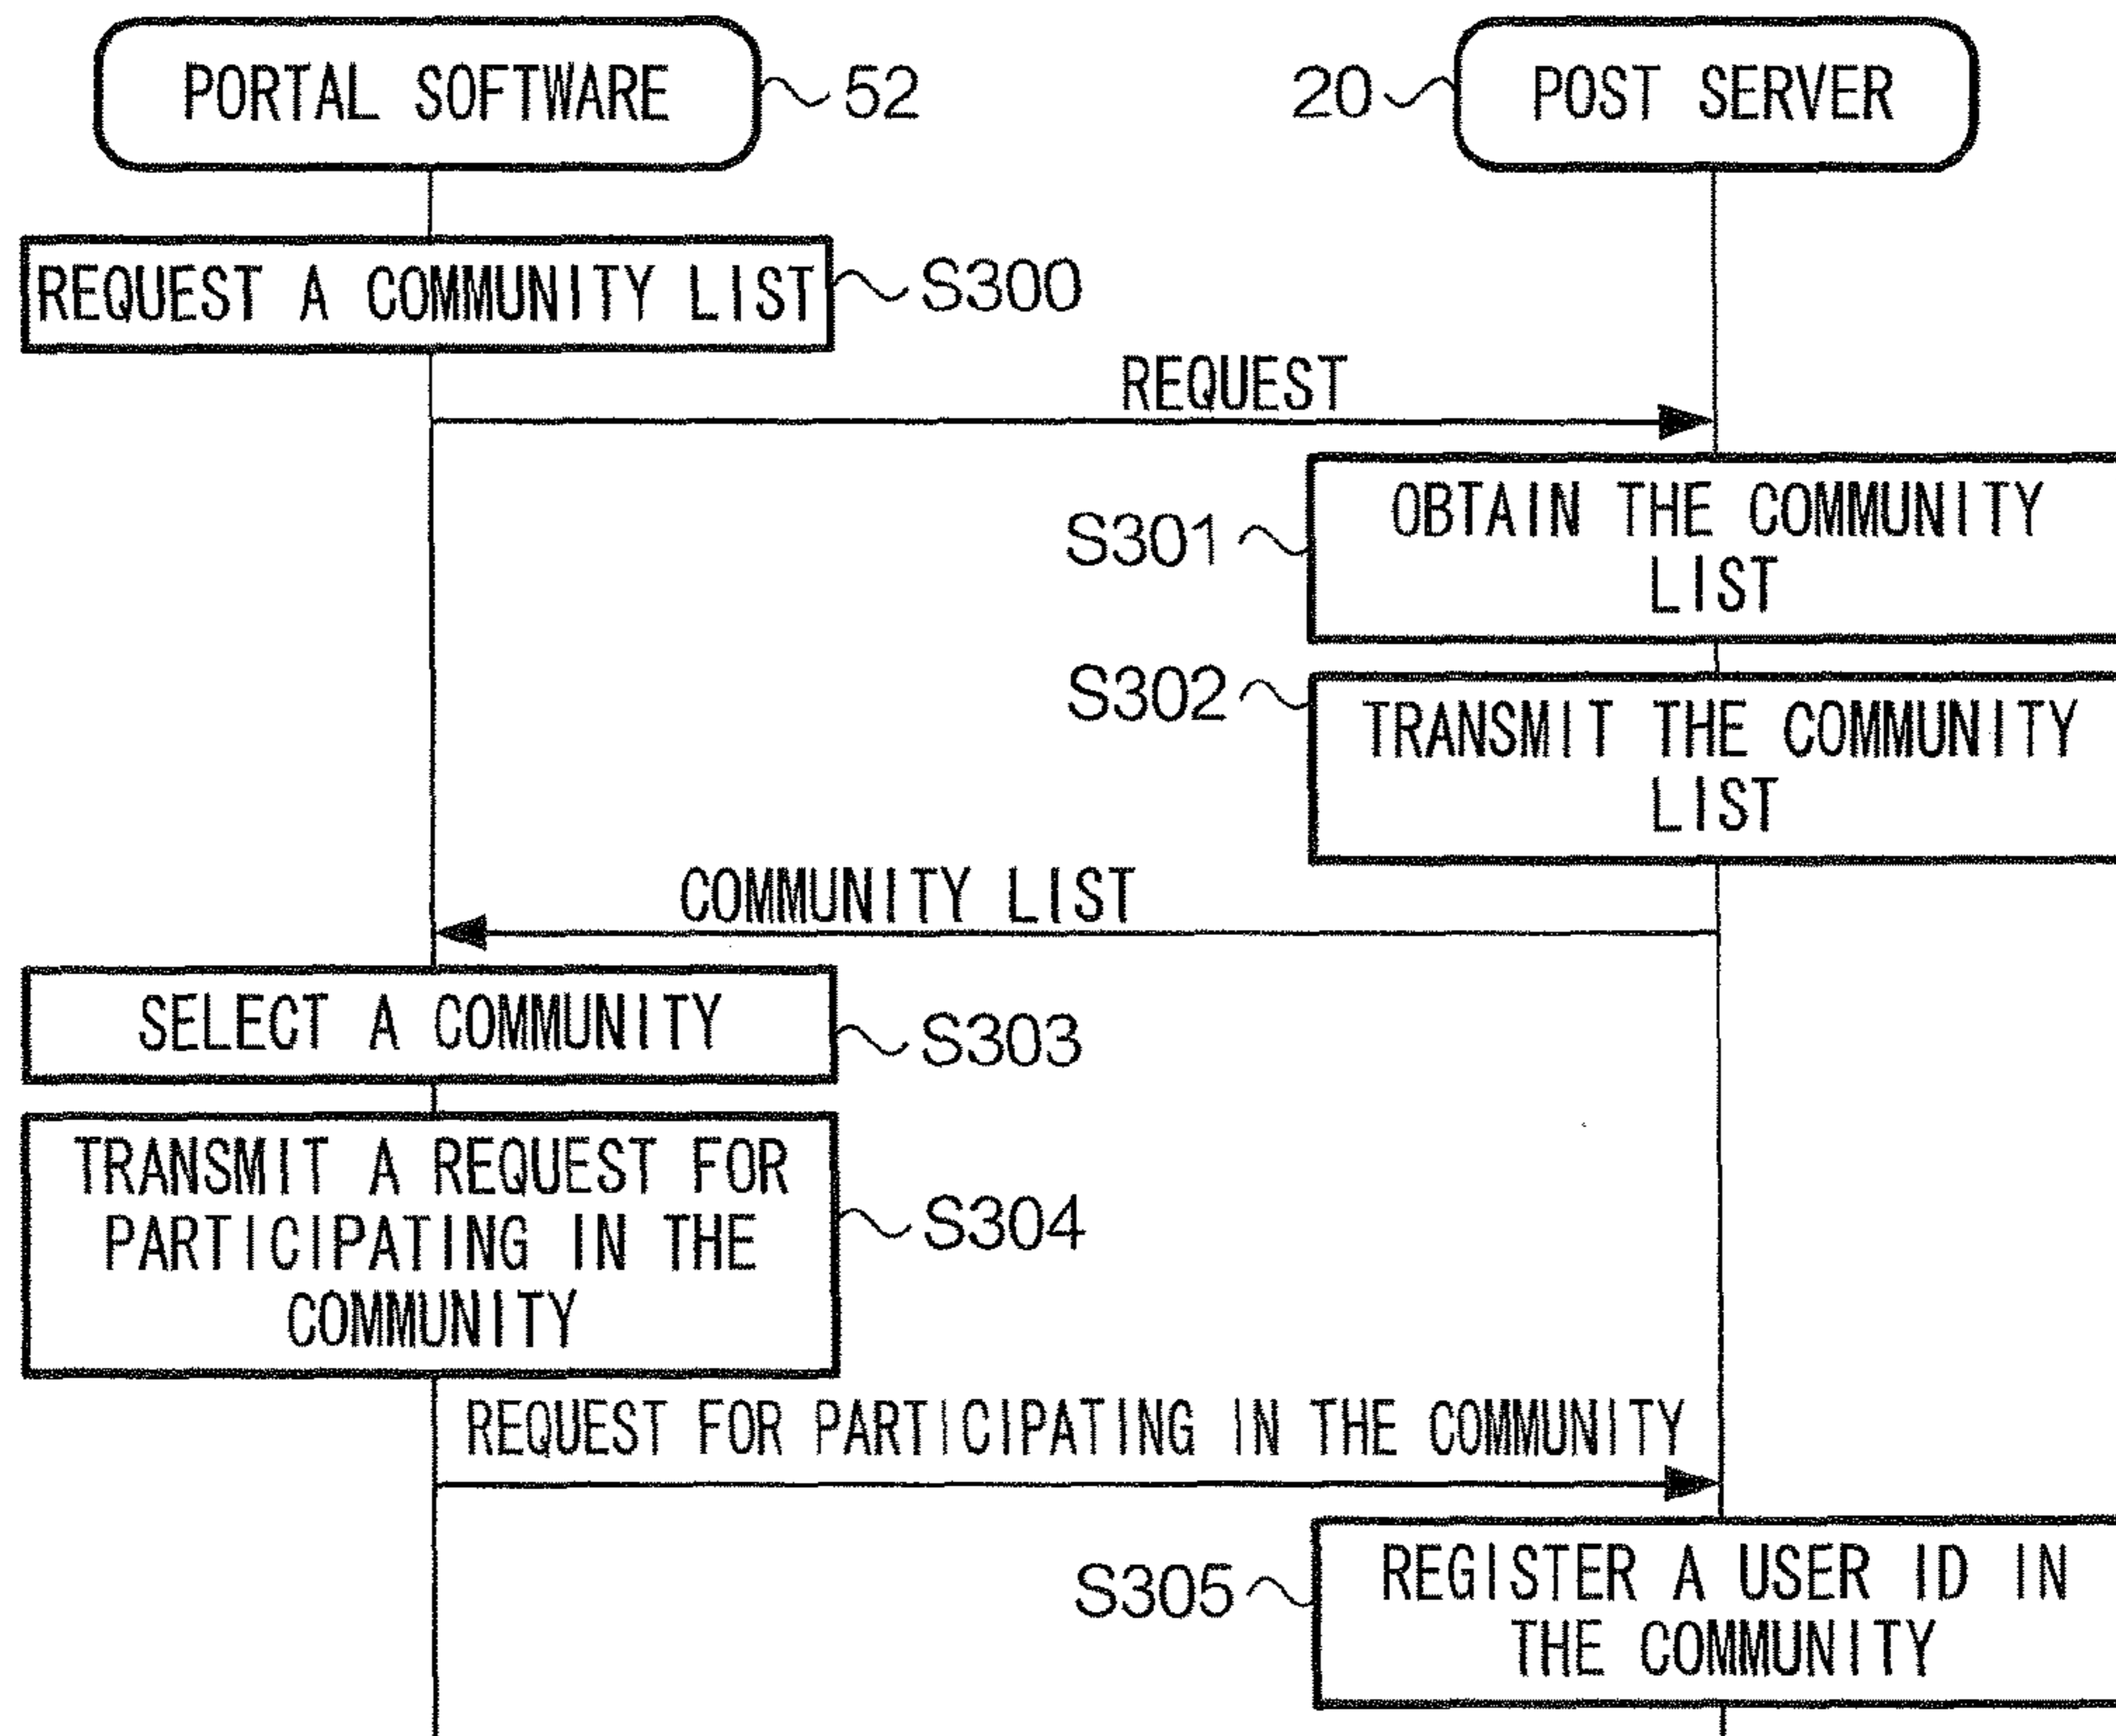 PORTAL SOFTWARE
52
20
POST SERVER
REQUEST A COMMUNITY LIST
S300
REQUEST
S301
OBTAIN THE COMMUNITY
LIST
S302
TRANSMIT THE COMMUNITY
LIST
COMMUNITY LIST
SELECT A COMMUNITY
S303
TRANSMIT A REQUEST FOR
PARTICIPATING IN THE
COMMUNITY
S304
REQUEST FOR PARTICIPATING IN THE COMMUNITY
S305
REGISTER A USER ID IN
THE COMMUNITY